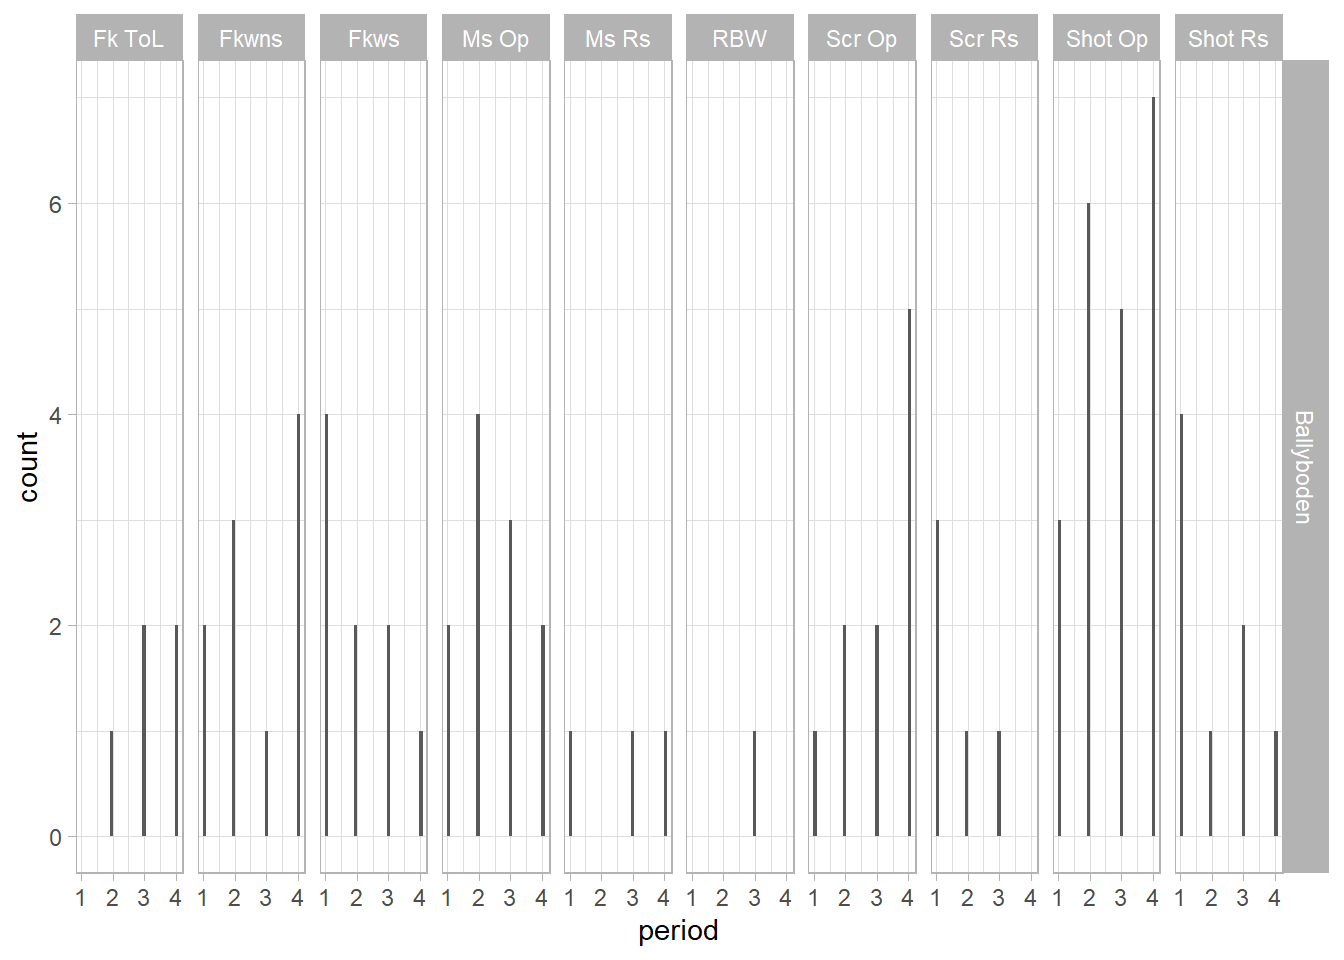 Fk ToL Fkwns Fkws Ms Op Ms Rs RBW Scr Op Scr Rs Shot Op Shot Rs
6
4
2
0
count
Ballyboden
1 2 3 4 1 2 3 4 1 2 3 4 1 2 3 4 1 2 3 4 1 2 3 4 1 2 3 4 1 2 3 4 1 2 3 4 1 2 3 4
period